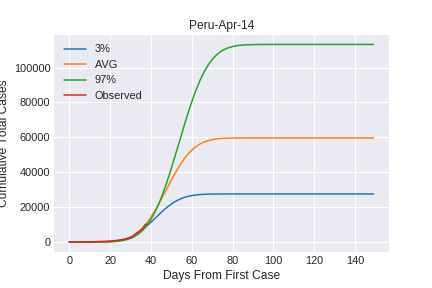 Peru-Apr-14
3%
AVG
97%
Observed
100000
80000
60000
40000
20000
0
Cumulative Total Cases
0 20 40 60 80 100 120 140
Days From First Case